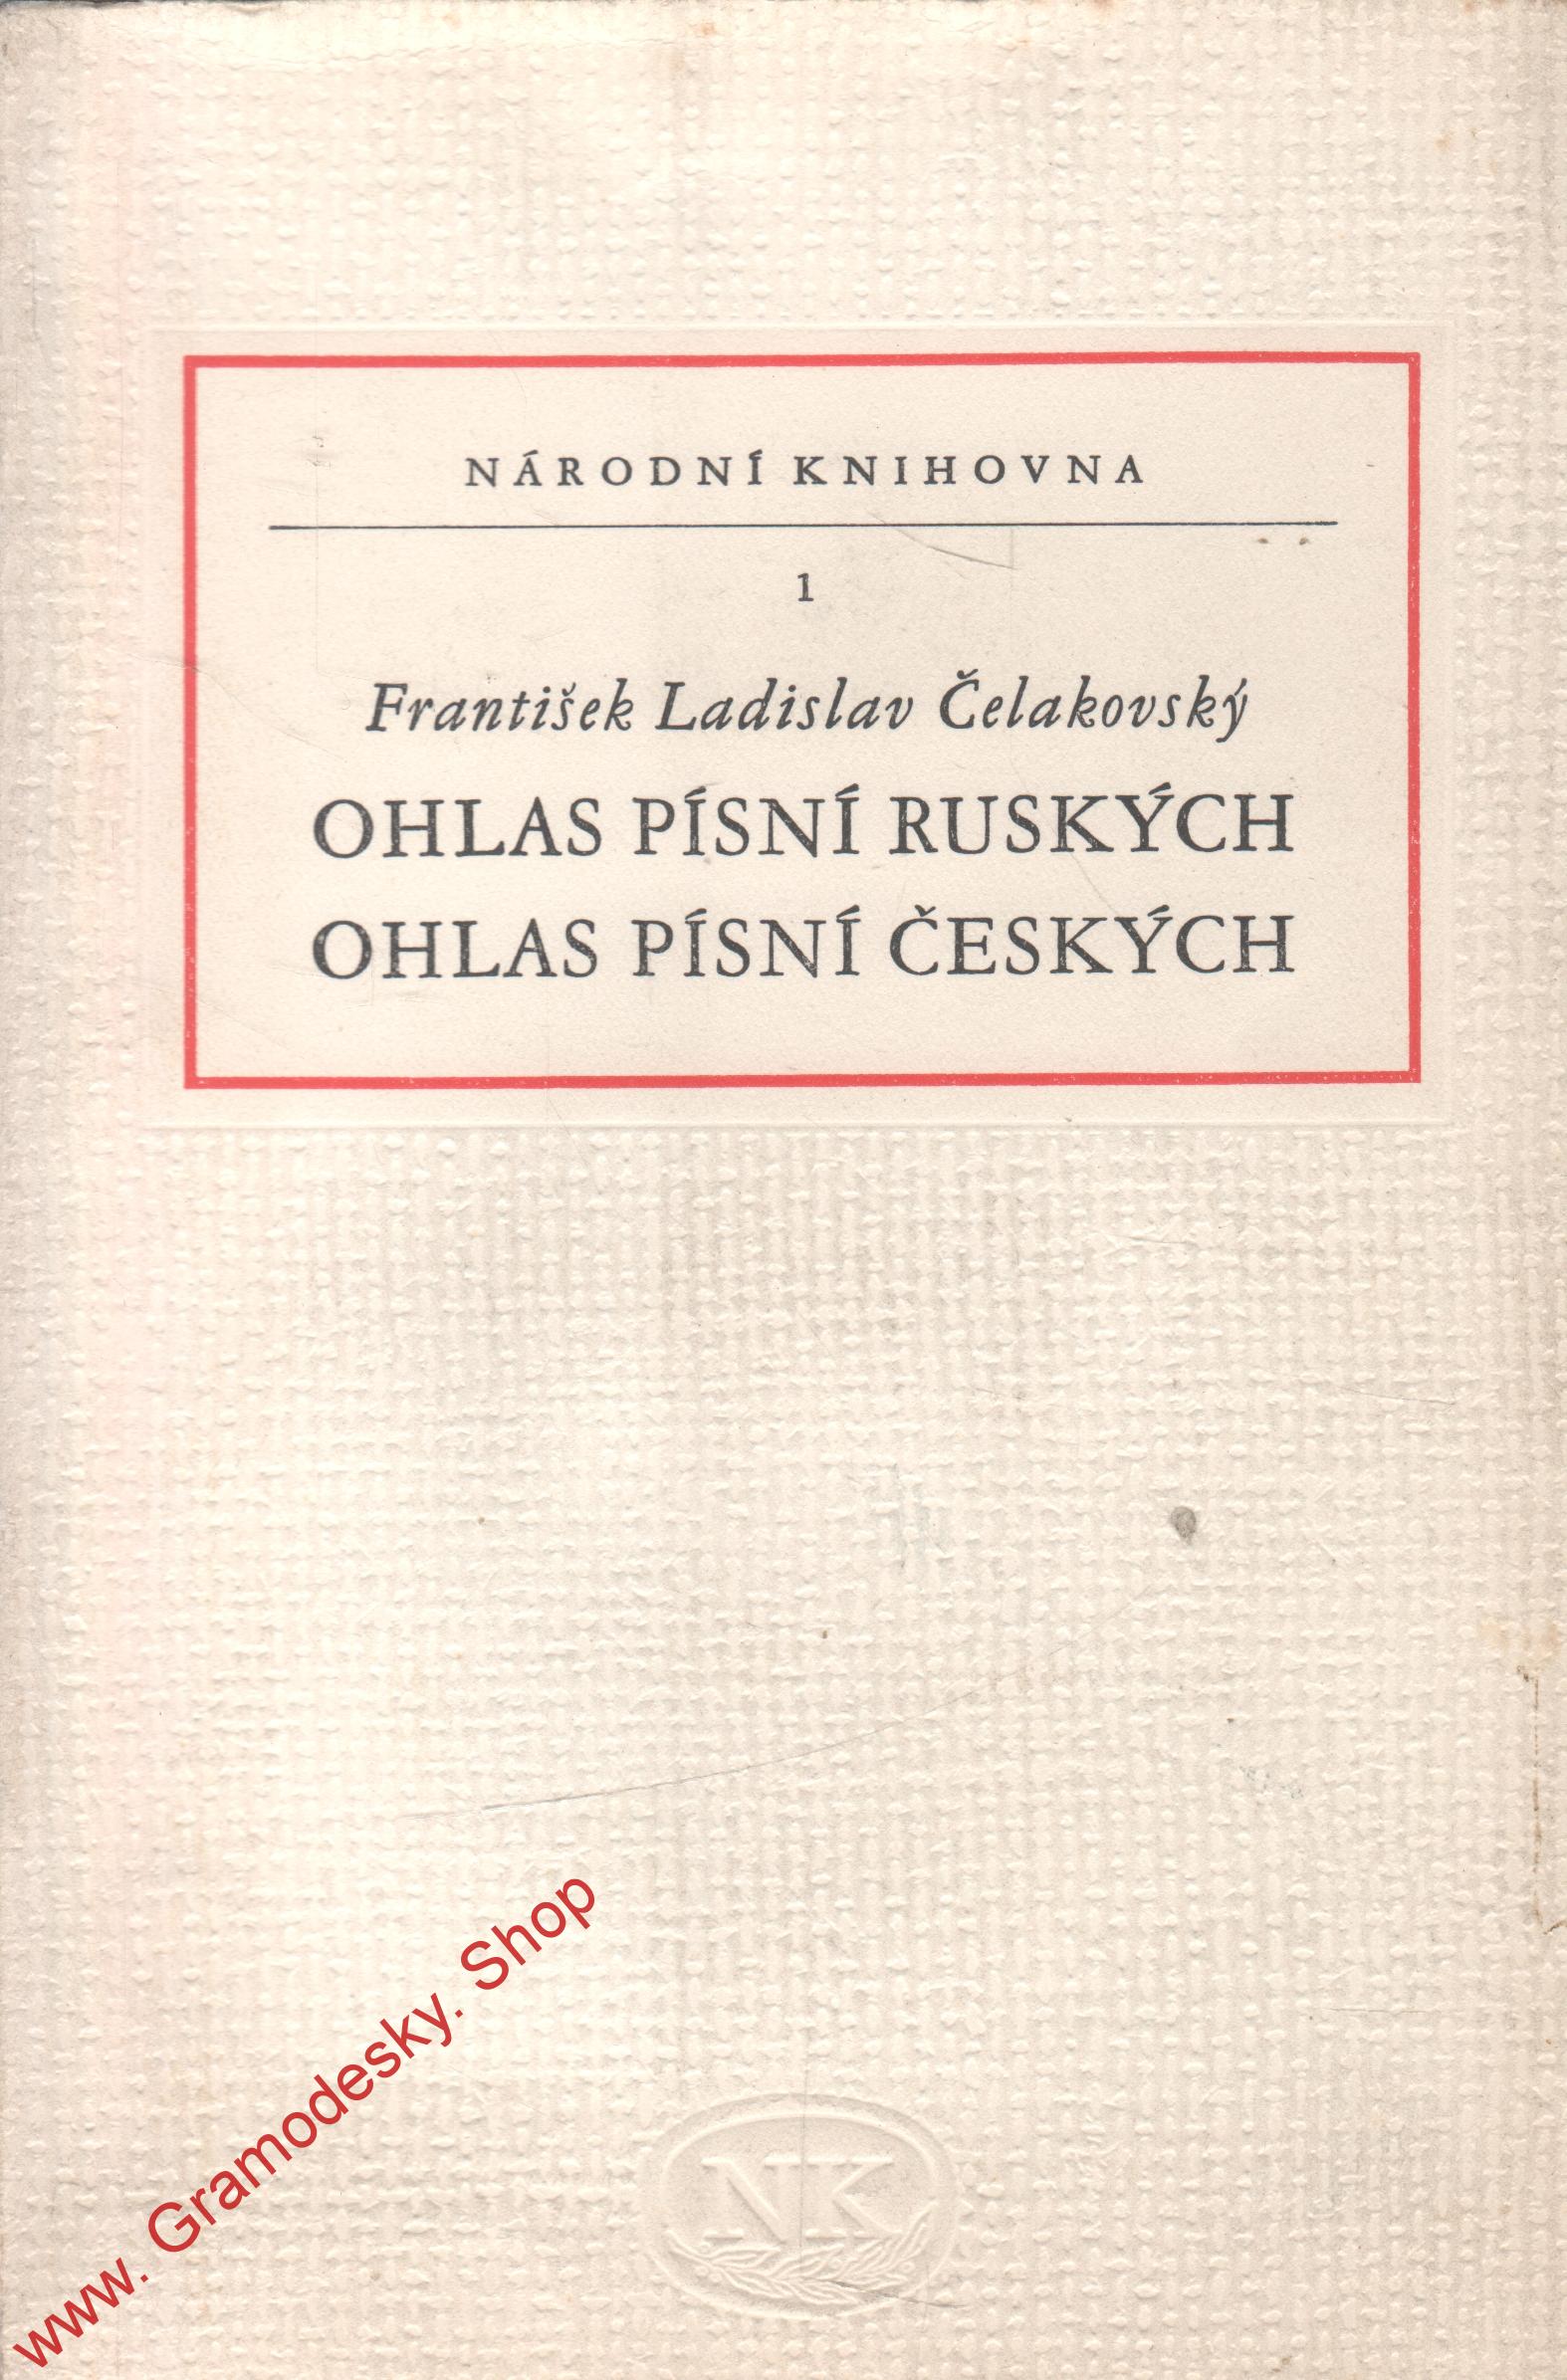 NÁRODNÍ KNIHOVNA
1
František Ladislav Čelakovský
OHLAS PÍSNÍ RUSKÝCH
OHLAS PÍSNÍ ČESKÝCH
www. Gramodesky. Shop
NK